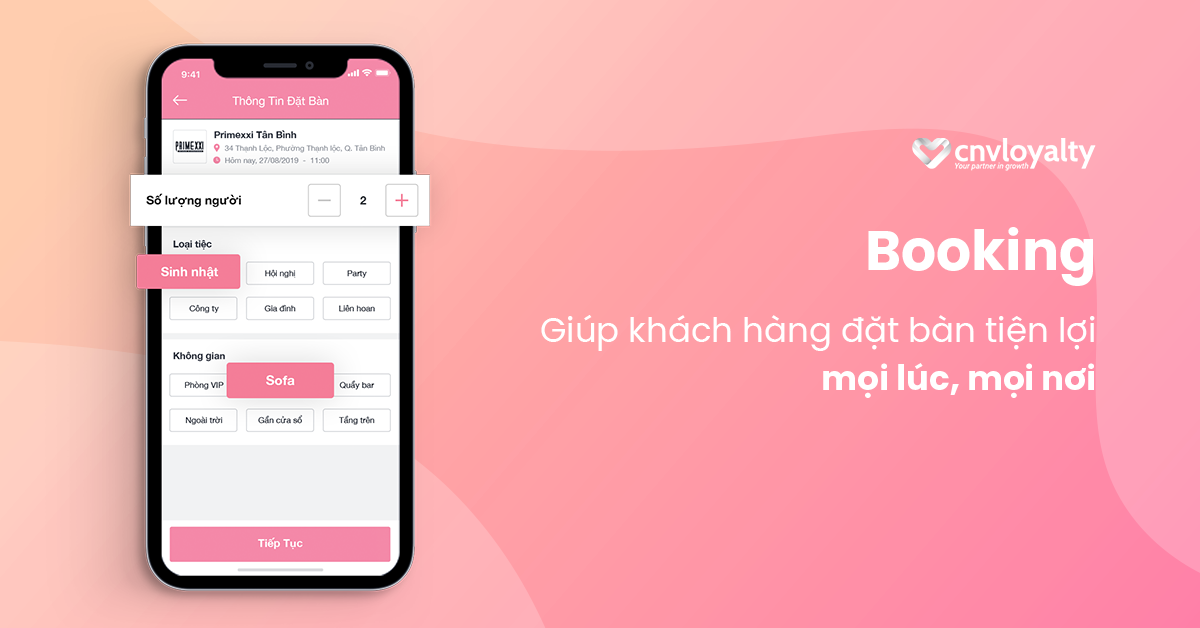 9:41
Thông Tin Đặt Bàn
PRIMEXXI
Primexxi Tân Bình
34 Thạnh Lộc, Phường Thạnh lộc, Q. Tân Bình
Hôm nay, 27/08/2019 - 11:00
Số lượng người
2
Loại tiệc
Sinh nhật Hội nghị Party
Công ty Gia đình Liên hoan
Không gian
Phòng VIP Sofa Quầy bar
Ngoài trời Gần cửa sổ Tầng trên
Tiếp Tục
cnvloyalty
Your partner in growth
Booking
Giúp khách hàng đặt bàn tiện lợi
mọi lúc, mọi nơi